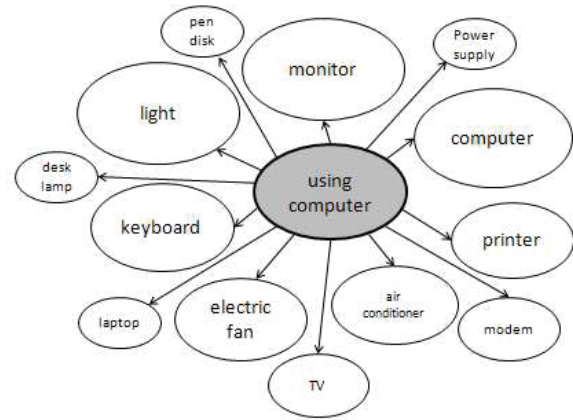 pen
disk
monitor
Power
supply
light
computer
desk
lamp
using
computer
keyboard
printer
laptop
electric
fan
air
conditioner
modem
TV